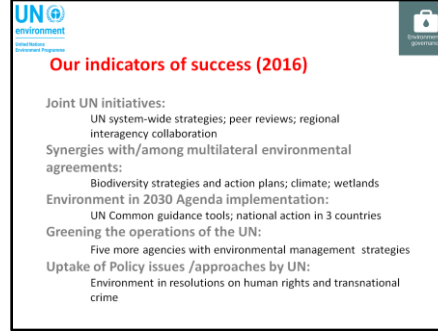 UN
environment
United Nations
Environment Programme
Environmental
governance
Our indicators of success (2016)
Joint UN initiatives:
UN system-wide strategies; peer reviews; regional
interagency collaboration
Synergies with/among multilateral environmental
agreements:
Biodiversity strategies and action plans; climate; wetlands
Environment in 2030 Agenda implementation:
UN Common guidance tools; national action in 3 countries
Greening the operations of the UN:
Five more agencies with environmental management strategies
Uptake of Policy issues /approaches by UN:
Environment in resolutions on human rights and transnational
crime